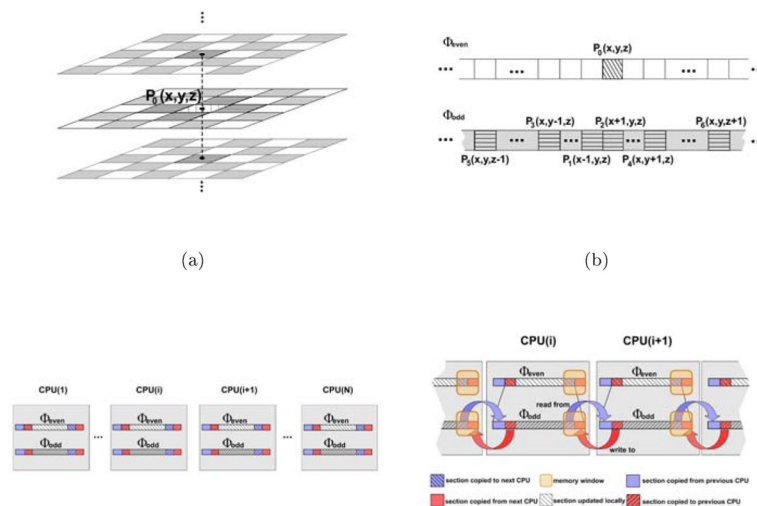 P₀(x,y,z)
(a)
Φeven
P₀(x,y,z)
Φodd
P₃(x,y-1,z)
P₂(x+1,y,z)
P₆(x,y,z+1)
P₅(x,y,z-1)
P₁(x-1,y,z)
P₄(x,y+1,z)
(b)
CPU(1)
CPU(i)
CPU(i+1)
CPU(N)
Φeven
Φeven
Φeven
Φeven
Φodd
Φodd
Φodd
Φodd
CPU(i)
CPU(i+1)
Φeven
Φeven
read from
Φodd
Φodd
write to
section copied to next CPU
memory window
section copied from previous CPU
section copied from next CPU
section updated locally
section copied to previous CPU